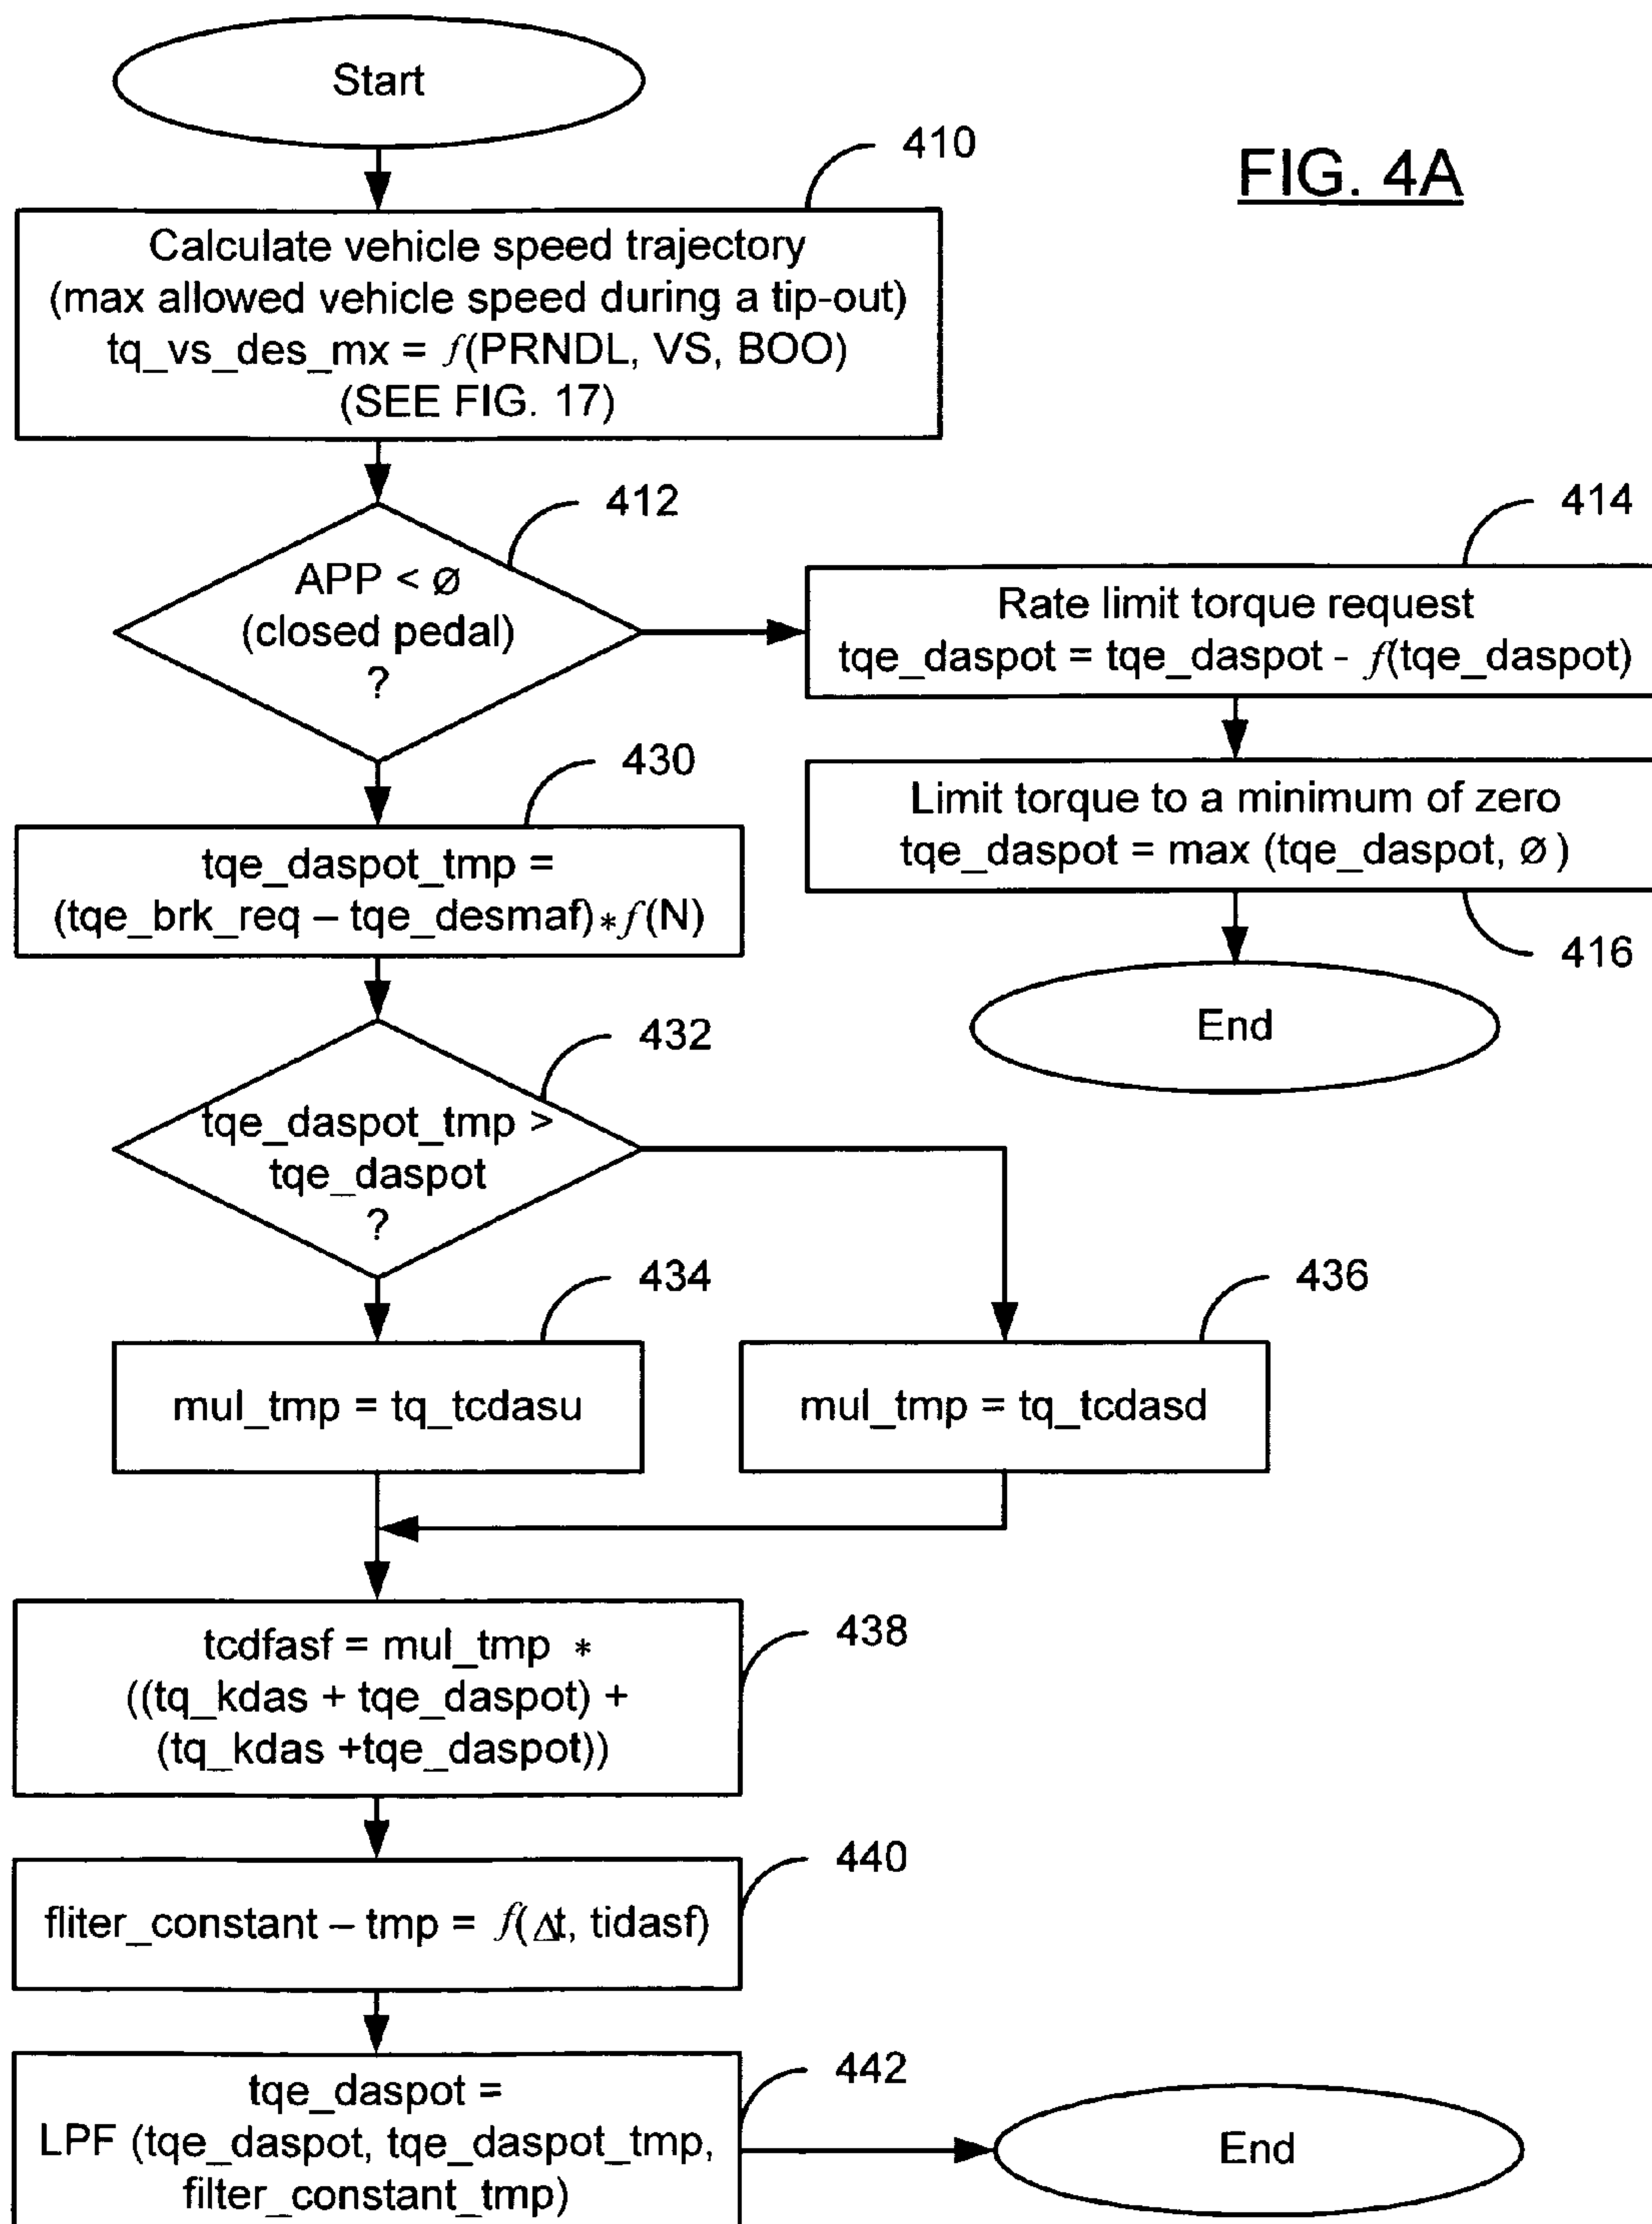 Start
FIG. 4A
410
Calculate vehicle speed trajectory
(max allowed vehicle speed during a tip-out)
tq_vs_des_mx = f(PRNDL, VS, BOO)
(SEE FIG. 17)
412
APP < ø
(closed pedal)
?
414
Rate limit torque request
tqe_daspot = tqe_daspot - f(tqe_daspot)
Limit torque to a minimum of zero
tqe_daspot = max (tqe_daspot, ø )
416
End
430
tqe_daspot_tmp =
(tqe_brk_req – tqe_desmaf)*f(N)
432
tqe_daspot_tmp >
tqe_daspot
?
434
mul_tmp = tq_tcdasu
436
mul_tmp = tq_tcdasd
438
tcdfasf = mul_tmp *
((tq_kdas + tqe_daspot) +
(tq_kdas +tqe_daspot))
440
fliter_constant – tmp = f(Δt, tidasf)
442
tqe_daspot =
LPF (tqe_daspot, tqe_daspot_tmp,
filter_constant_tmp)
End